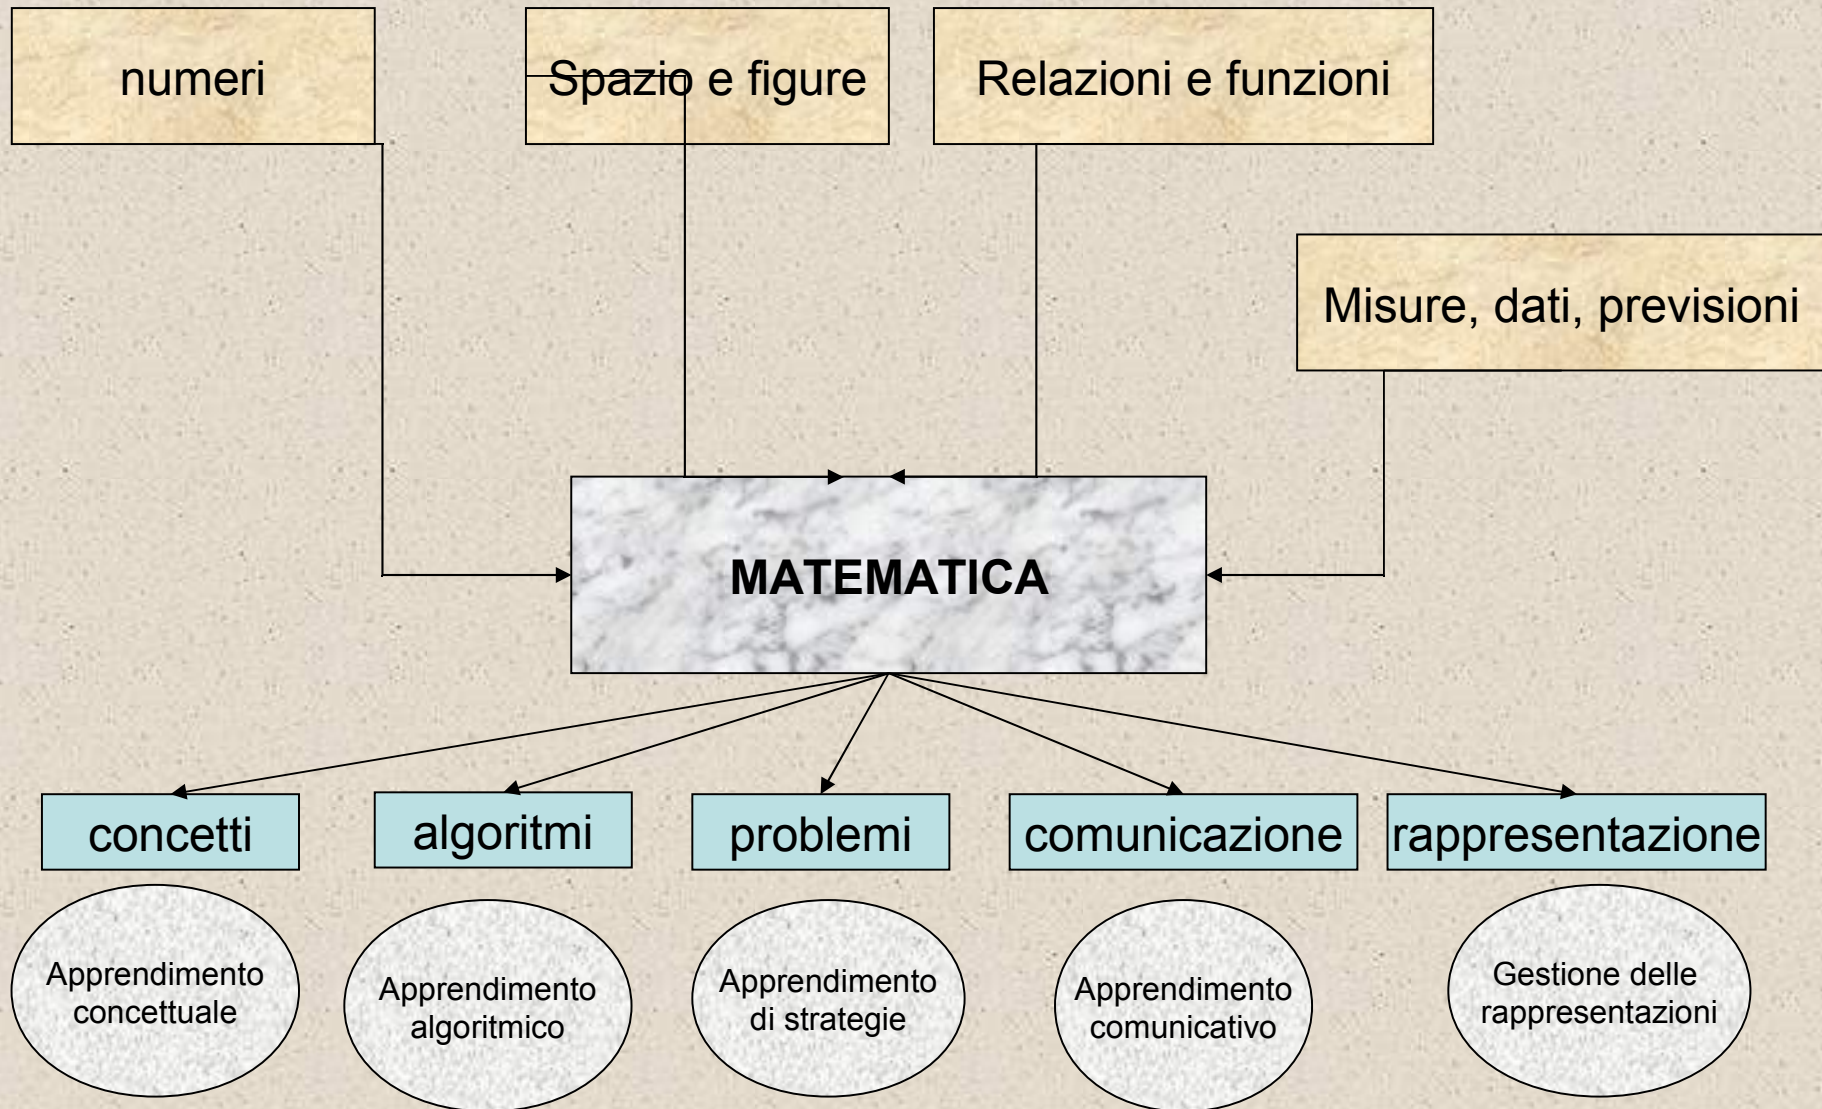 numeri
Spazio e figure
Relazioni e funzioni
Misure, dati, previsioni
MATEMATICA
concetti
algoritmi
problemi
comunicazione
rappresentazione
Apprendimento
concettuale
Apprendimento
algoritmico
Apprendimento
di strategie
Apprendimento
comunicativo
Gestione delle
rappresentazioni